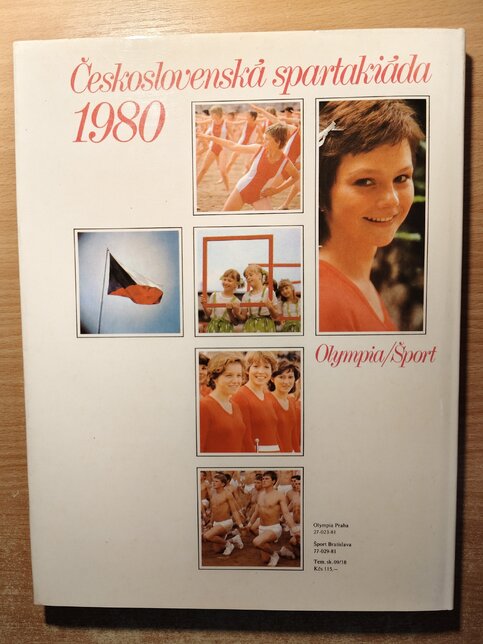 Československá spartakiáda
1980
Olympia/Šport
Olympia Praha
27-023-81
Šport Bratislava
77-029-81
Tem. sk. 09/18
Kčs 115,—